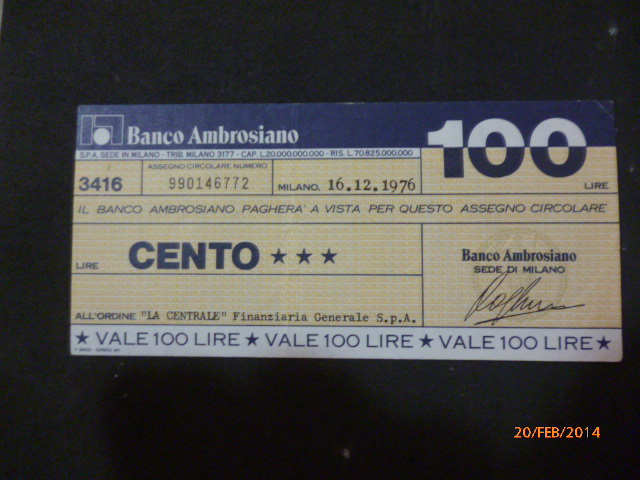 Banco Ambrosiano
100
S.P.A. SEDE IN MILANO - TRIB. MILANO 3177 - CAP. L.20.000.000.000 - RIS. L.70.825.000.000
ASSEGNO CIRCOLARE NUMERO
3416 990146772 MILANO, 16.12.1976 LIRE
IL BANCO AMBROSIANO PAGHERA' A VISTA PER QUESTO ASSEGNO CIRCOLARE
LIRE CENTO ★ ★ ★
Banco Ambrosiano
SEDE DI MILANO
ALL'ORDINE "LA CENTRALE" Finanziaria Generale S.p.A.
★ VALE 100 LIRE ★ VALE 100 LIRE ★ VALE 100 LIRE ★
20/FEB/2014